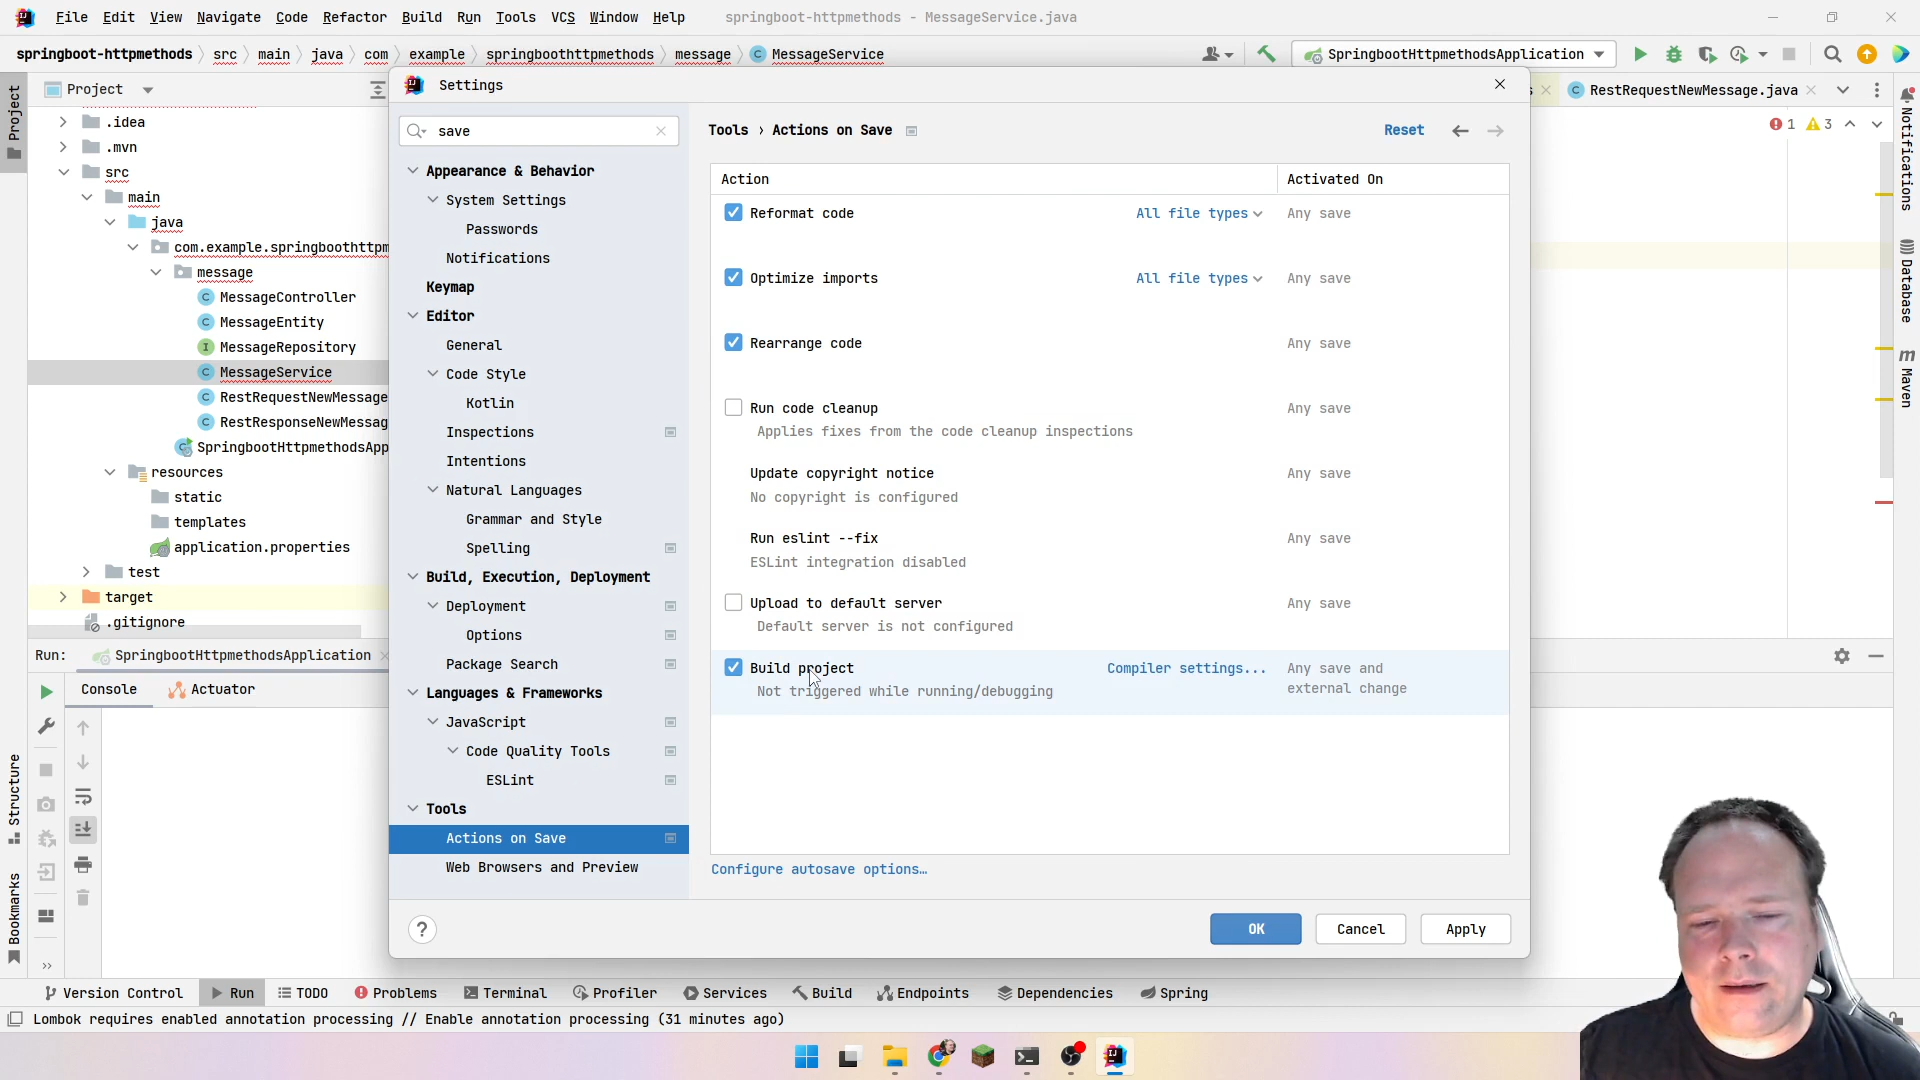 File Edit View Navigate Code Refactor Build Run Tools VCS Window Help springboot-httpmethods - MessageService.java
springboot-httpmethods src main java com example springboothttpmethods message MessageService SpringbootHttpmethodsApplication
Project
Project
.idea
.mvn
src
main
java
com.example.springboothttpm
message
MessageController
MessageEntity
MessageRepository
MessageService
RestRequestNewMessage
RestResponseNewMessag
SpringbootHttpmethodsApp
resources
static
templates
application.properties
test
target
.gitignore
Settings
save
Appearance & Behavior
System Settings
Passwords
Notifications
Keymap
Editor
General
Code Style
Kotlin
Inspections
Intentions
Natural Languages
Grammar and Style
Spelling
Build, Execution, Deployment
Deployment
Options
Package Search
Languages & Frameworks
JavaScript
Code Quality Tools
ESLint
Tools
Actions on Save
Web Browsers and Preview
Tools › Actions on Save Reset
Action Activated On
Reformat code All file types Any save
Optimize imports All file types Any save
Rearrange code Any save
Run code cleanup Any save
Applies fixes from the code cleanup inspections
Update copyright notice Any save
No copyright is configured
Run eslint --fix Any save
ESLint integration disabled
Upload to default server Any save
Default server is not configured
Build project Compiler settings... Any save and
Not triggered while running/debugging external change
Configure autosave options…
? OK Cancel Apply
s RestRequestNewMessage.java
1 3
Notifications
Database
m Maven
Run: SpringbootHttpmethodsApplication
Console Actuator
Structure
Bookmarks
Version Control Run TODO Problems Terminal Profiler Services Build Endpoints Dependencies Spring
Lombok requires enabled annotation processing // Enable annotation processing (31 minutes ago)